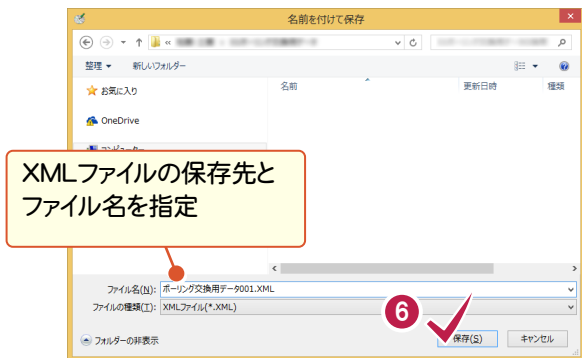 名前を付けて保存
整理 新しいフォルダー
名前 更新日時 種類
お気に入り
OneDrive
XMLファイルの保存先と
ファイル名を指定
ファイル名(N): ボーリング交換用データ001.XML
ファイルの種類(T): XMLファイル(*.XML)
6
フォルダーの非表示 保存(S) キャンセル